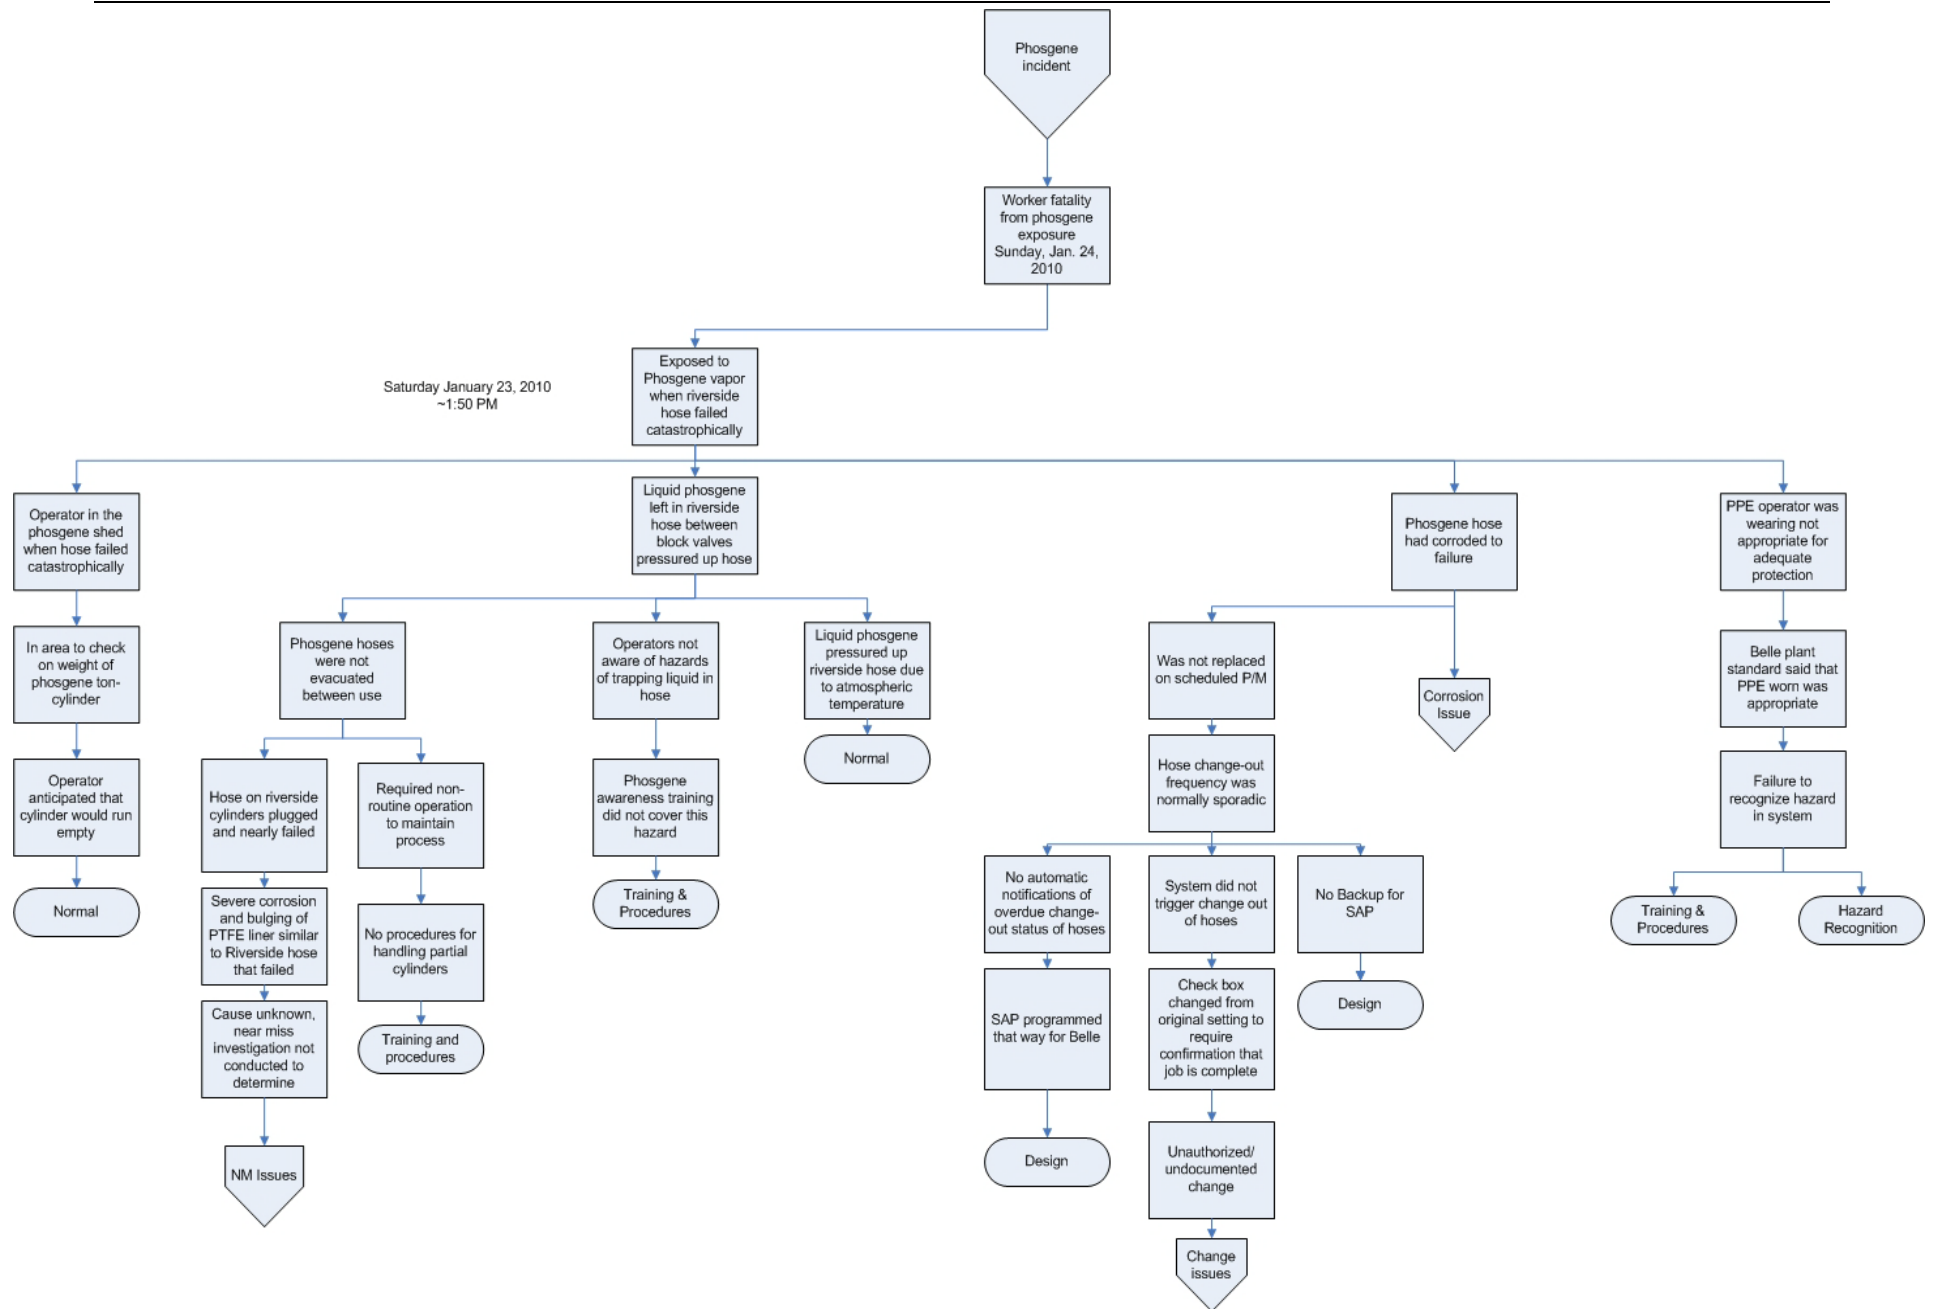 Phosgene
incident
Worker fatality
from phosgene
exposure
Sunday, Jan. 24,
2010
Saturday January 23, 2010
~1:50 PM
Exposed to
Phosgene vapor
when riverside
hose failed
catastrophically
Operator in the
phosgene shed
when hose failed
catastrophically
Liquid phosgene
left in riverside
hose between
block valves
pressured up hose
Phosgene hose
had corroded to
failure
PPE operator was
wearing not
appropriate for
adequate
protection
In area to check
on weight of
phosgene ton-
cylinder
Phosgene hoses
were not
evacuated
between use
Operators not
aware of hazards
of trapping liquid in
hose
Liquid phosgene
pressured up
riverside hose due
to atmospheric
temperature
Was not replaced
on scheduled P/M
Corrosion
Issue
Belle plant
standard said that
PPE worn was
appropriate
Operator
anticipated that
cylinder would run
empty
Hose on riverside
cylinders plugged
and nearly failed
Required non-
routine operation
to maintain
process
Phosgene
awareness training
did not cover this
hazard
Normal
Hose change-out
frequency was
normally sporadic
Failure to
recognize hazard
in system
Normal
Severe corrosion
and bulging of
PTFE liner similar
to Riverside hose
that failed
No procedures for
handling partial
cylinders
Training &
Procedures
No automatic
notifications of
overdue change-
out status of hoses
System did not
trigger change out
of hoses
No Backup for
SAP
Training &
Procedures
Hazard
Recognition
Cause unknown,
near miss
investigation not
conducted to
determine
Training and
procedures
SAP programmed
that way for Belle
Check box
changed from
original setting to
require
confirmation that
job is complete
Design
NM Issues
Design
Unauthorized/
undocumented
change
Change
issues